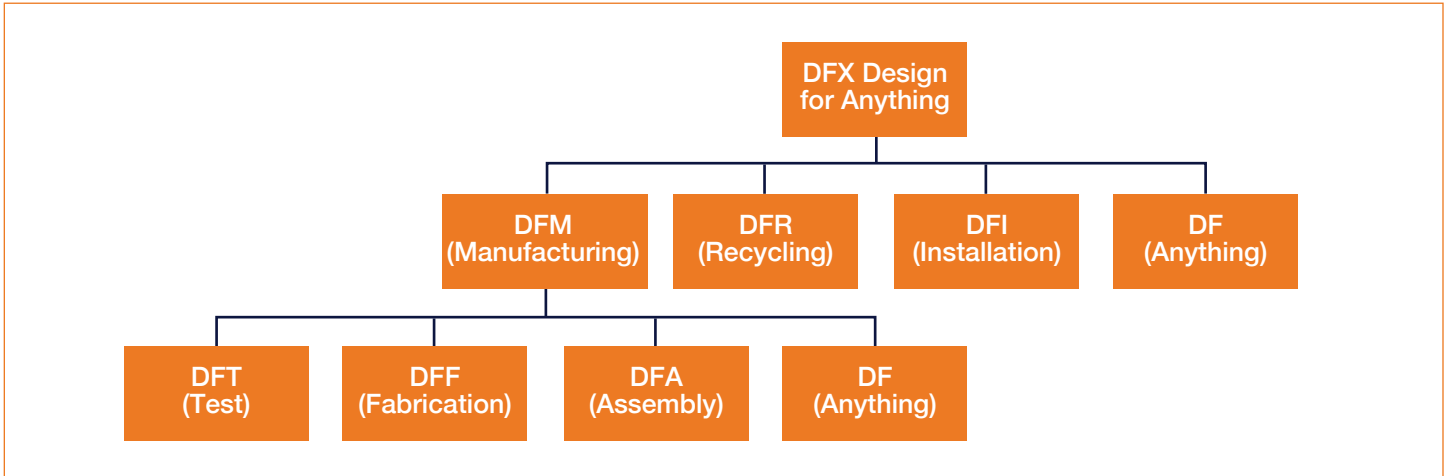 DFX Design
for Anything
DFM
(Manufacturing)
DFR
(Recycling)
DFI
(Installation)
DF
(Anything)
DFT
(Test)
DFF
(Fabrication)
DFA
(Assembly)
DF
(Anything)